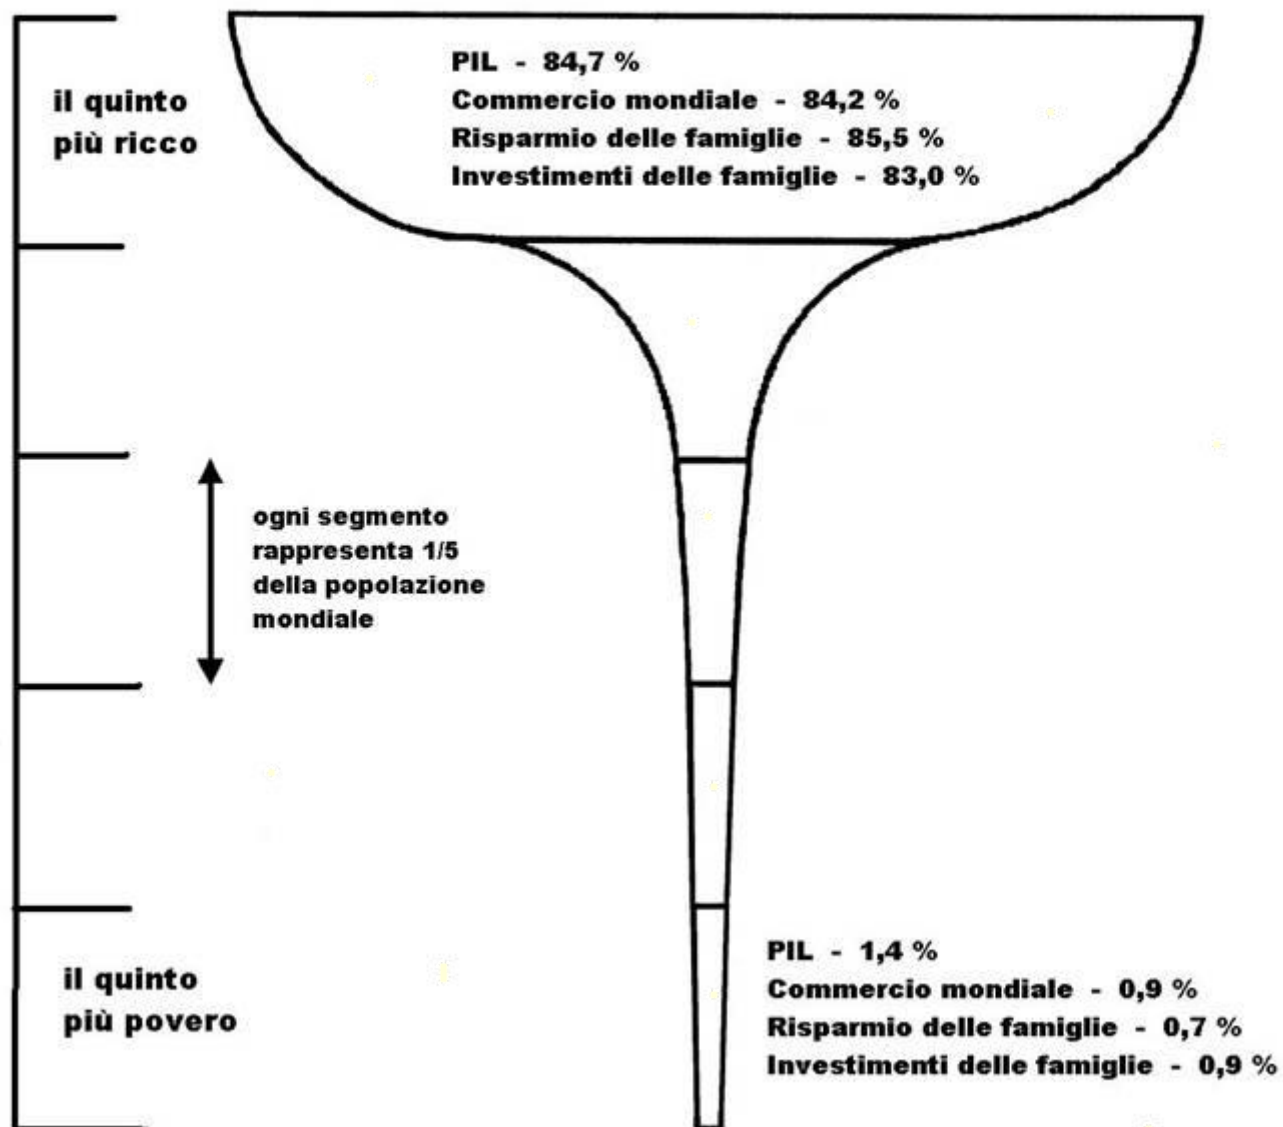 il quinto
più ricco
PIL - 84,7 %
Commercio mondiale - 84,2 %
Risparmio delle famiglie - 85,5 %
Investimenti delle famiglie - 83,0 %
ogni segmento
rappresenta 1/5
della popolazione
mondiale
il quinto
più povero
PIL - 1,4 %
Commercio mondiale - 0,9 %
Risparmio delle famiglie - 0,7 %
Investimenti delle famiglie - 0,9 %